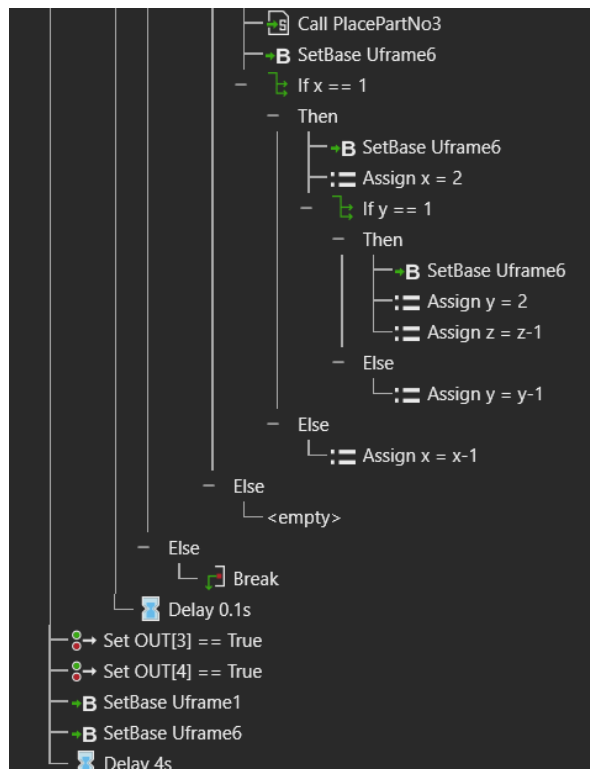 Call PlacePartNo3
B SetBase Uframe6
If x == 1
Then
B SetBase Uframe6
Assign x = 2
If y == 1
Then
B SetBase Uframe6
Assign y = 2
Assign z = z-1
Else
Assign y = y-1
Else
Assign x = x-1
Else
<empty>
Else
Break
Delay 0.1s
Set OUT[3] == True
Set OUT[4] == True
B SetBase Uframe1
B SetBase Uframe6
Delay 4s